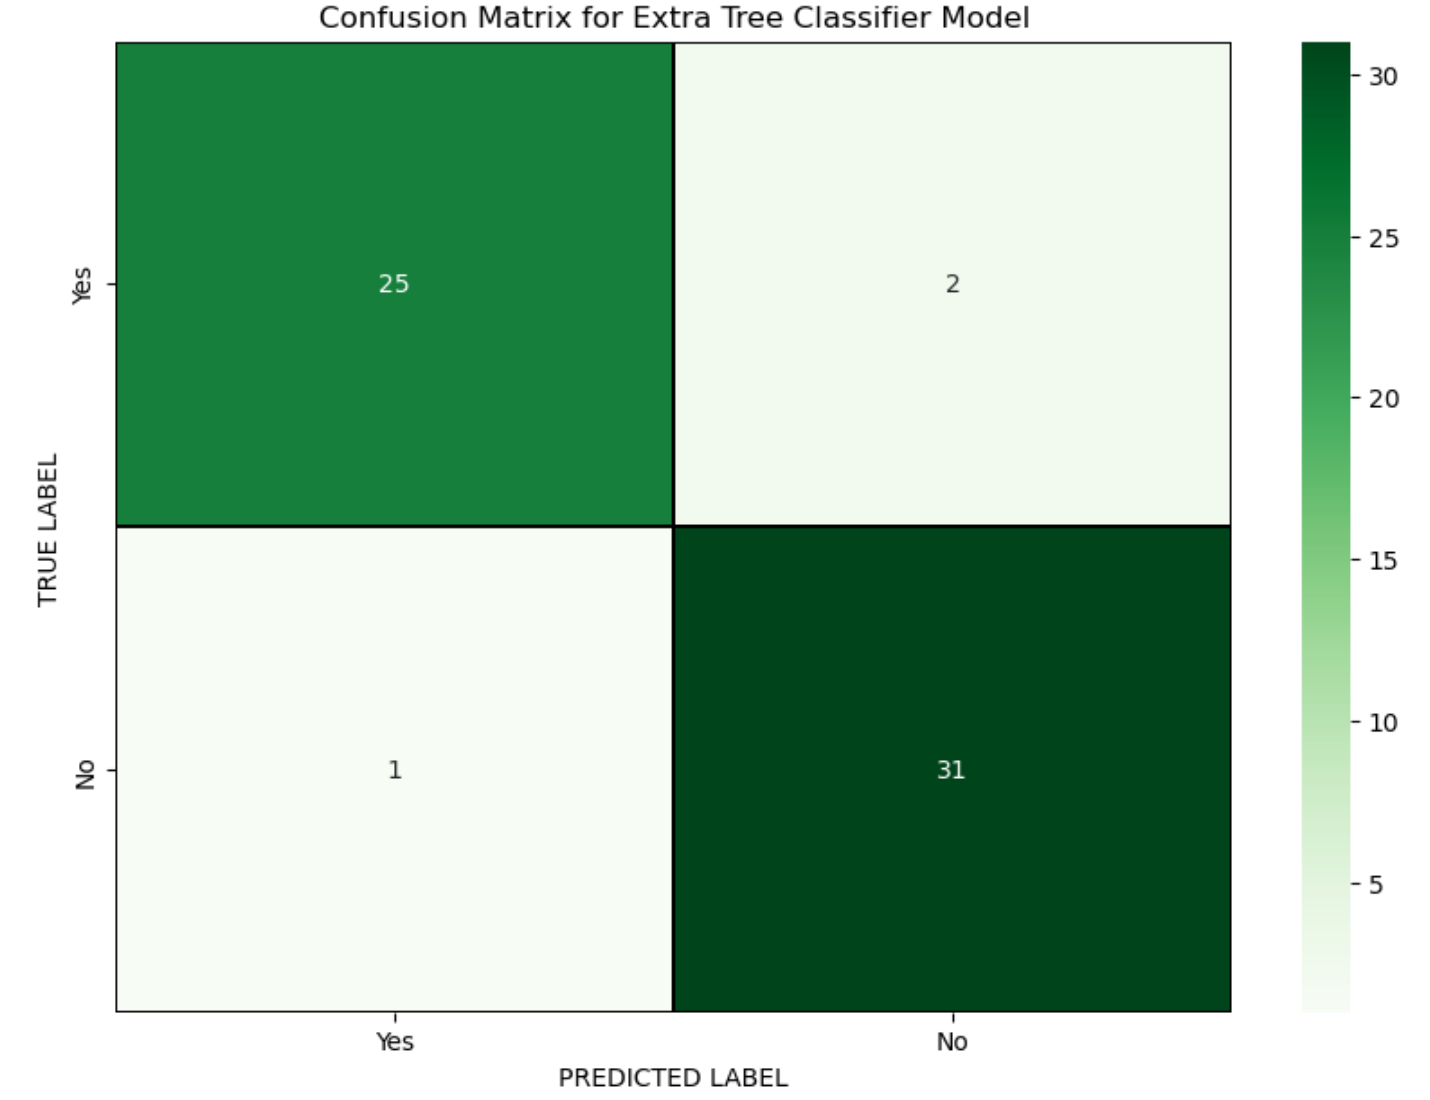 Confusion Matrix for Extra Tree Classifier Model
TRUE LABEL
Yes
No
25
2
1
31
Yes
No
PREDICTED LABEL
30
25
20
15
10
5